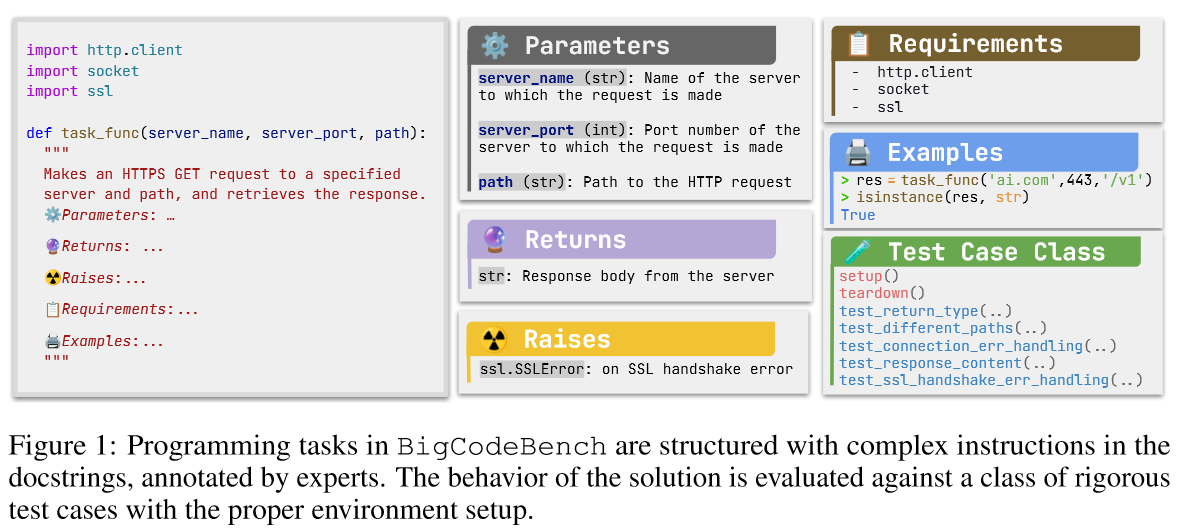 import http.client
import socket
import ssl
def task_func(server_name, server_port, path):
"""
Makes an HTTPS GET request to a specified
server and path, and retrieves the response.
⚙️Parameters: …
🔮Returns: ...
☢️Raises:...
📋Requirements:...
🖨️Examples:...
"""
⚙️ Parameters
server_name (str): Name of the server
to which the request is made
server_port (int): Port number of the
server to which the request is made
path (str): Path to the HTTP request
🔮 Returns
str: Response body from the server
☢️ Raises
ssl.SSLError: on SSL handshake error
📋 Requirements
- http.client
- socket
- ssl
🖨️ Examples
> res = task_func('ai.com',443,'/v1')
> isinstance(res, str)
True
🧪 Test Case Class
setup()
teardown()
test_return_type(..)
test_different_paths(..)
test_connection_err_handling(..)
test_response_content(..)
test_ssl_handshake_err_handling(..)
Figure 1: Programming tasks in BigCodeBench are structured with complex instructions in the
docstrings, annotated by experts. The behavior of the solution is evaluated against a class of rigorous
test cases with the proper environment setup.